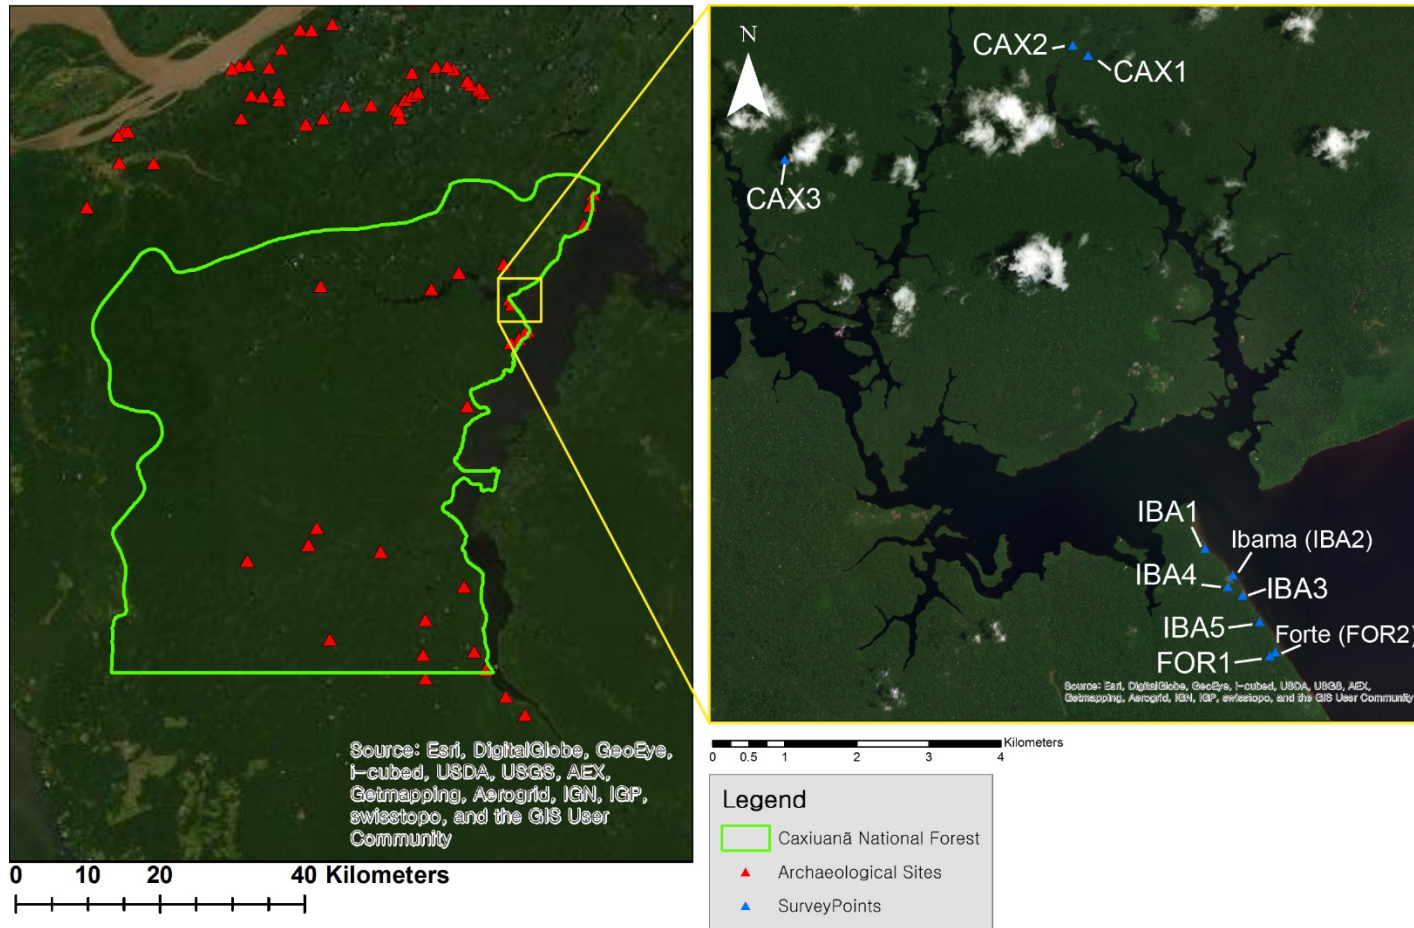 N
CAX2
CAX1
CAX3
IBA1
Ibama (IBA2)
IBA4
IBA3
IBA5
Forte (FOR2)
FOR1
Source: Esri, DigitalGlobe, GeoEye, i-cubed, USDA, USGS, AEX,
Getmapping, Aerogrid, IGN, IGP, swisstopo, and the GIS User Community
Source: Esri, DigitalGlobe, GeoEye,
i-cubed, USDA, USGS, AEX,
Getmapping, Aerogrid, IGN, IGP,
swisstopo, and the GIS User
Community
0 10 20 40 Kilometers
Kilometers
0 0.5 1 2 3 4
Legend
Caxiuanã National Forest
Archaeological Sites
SurveyPoints